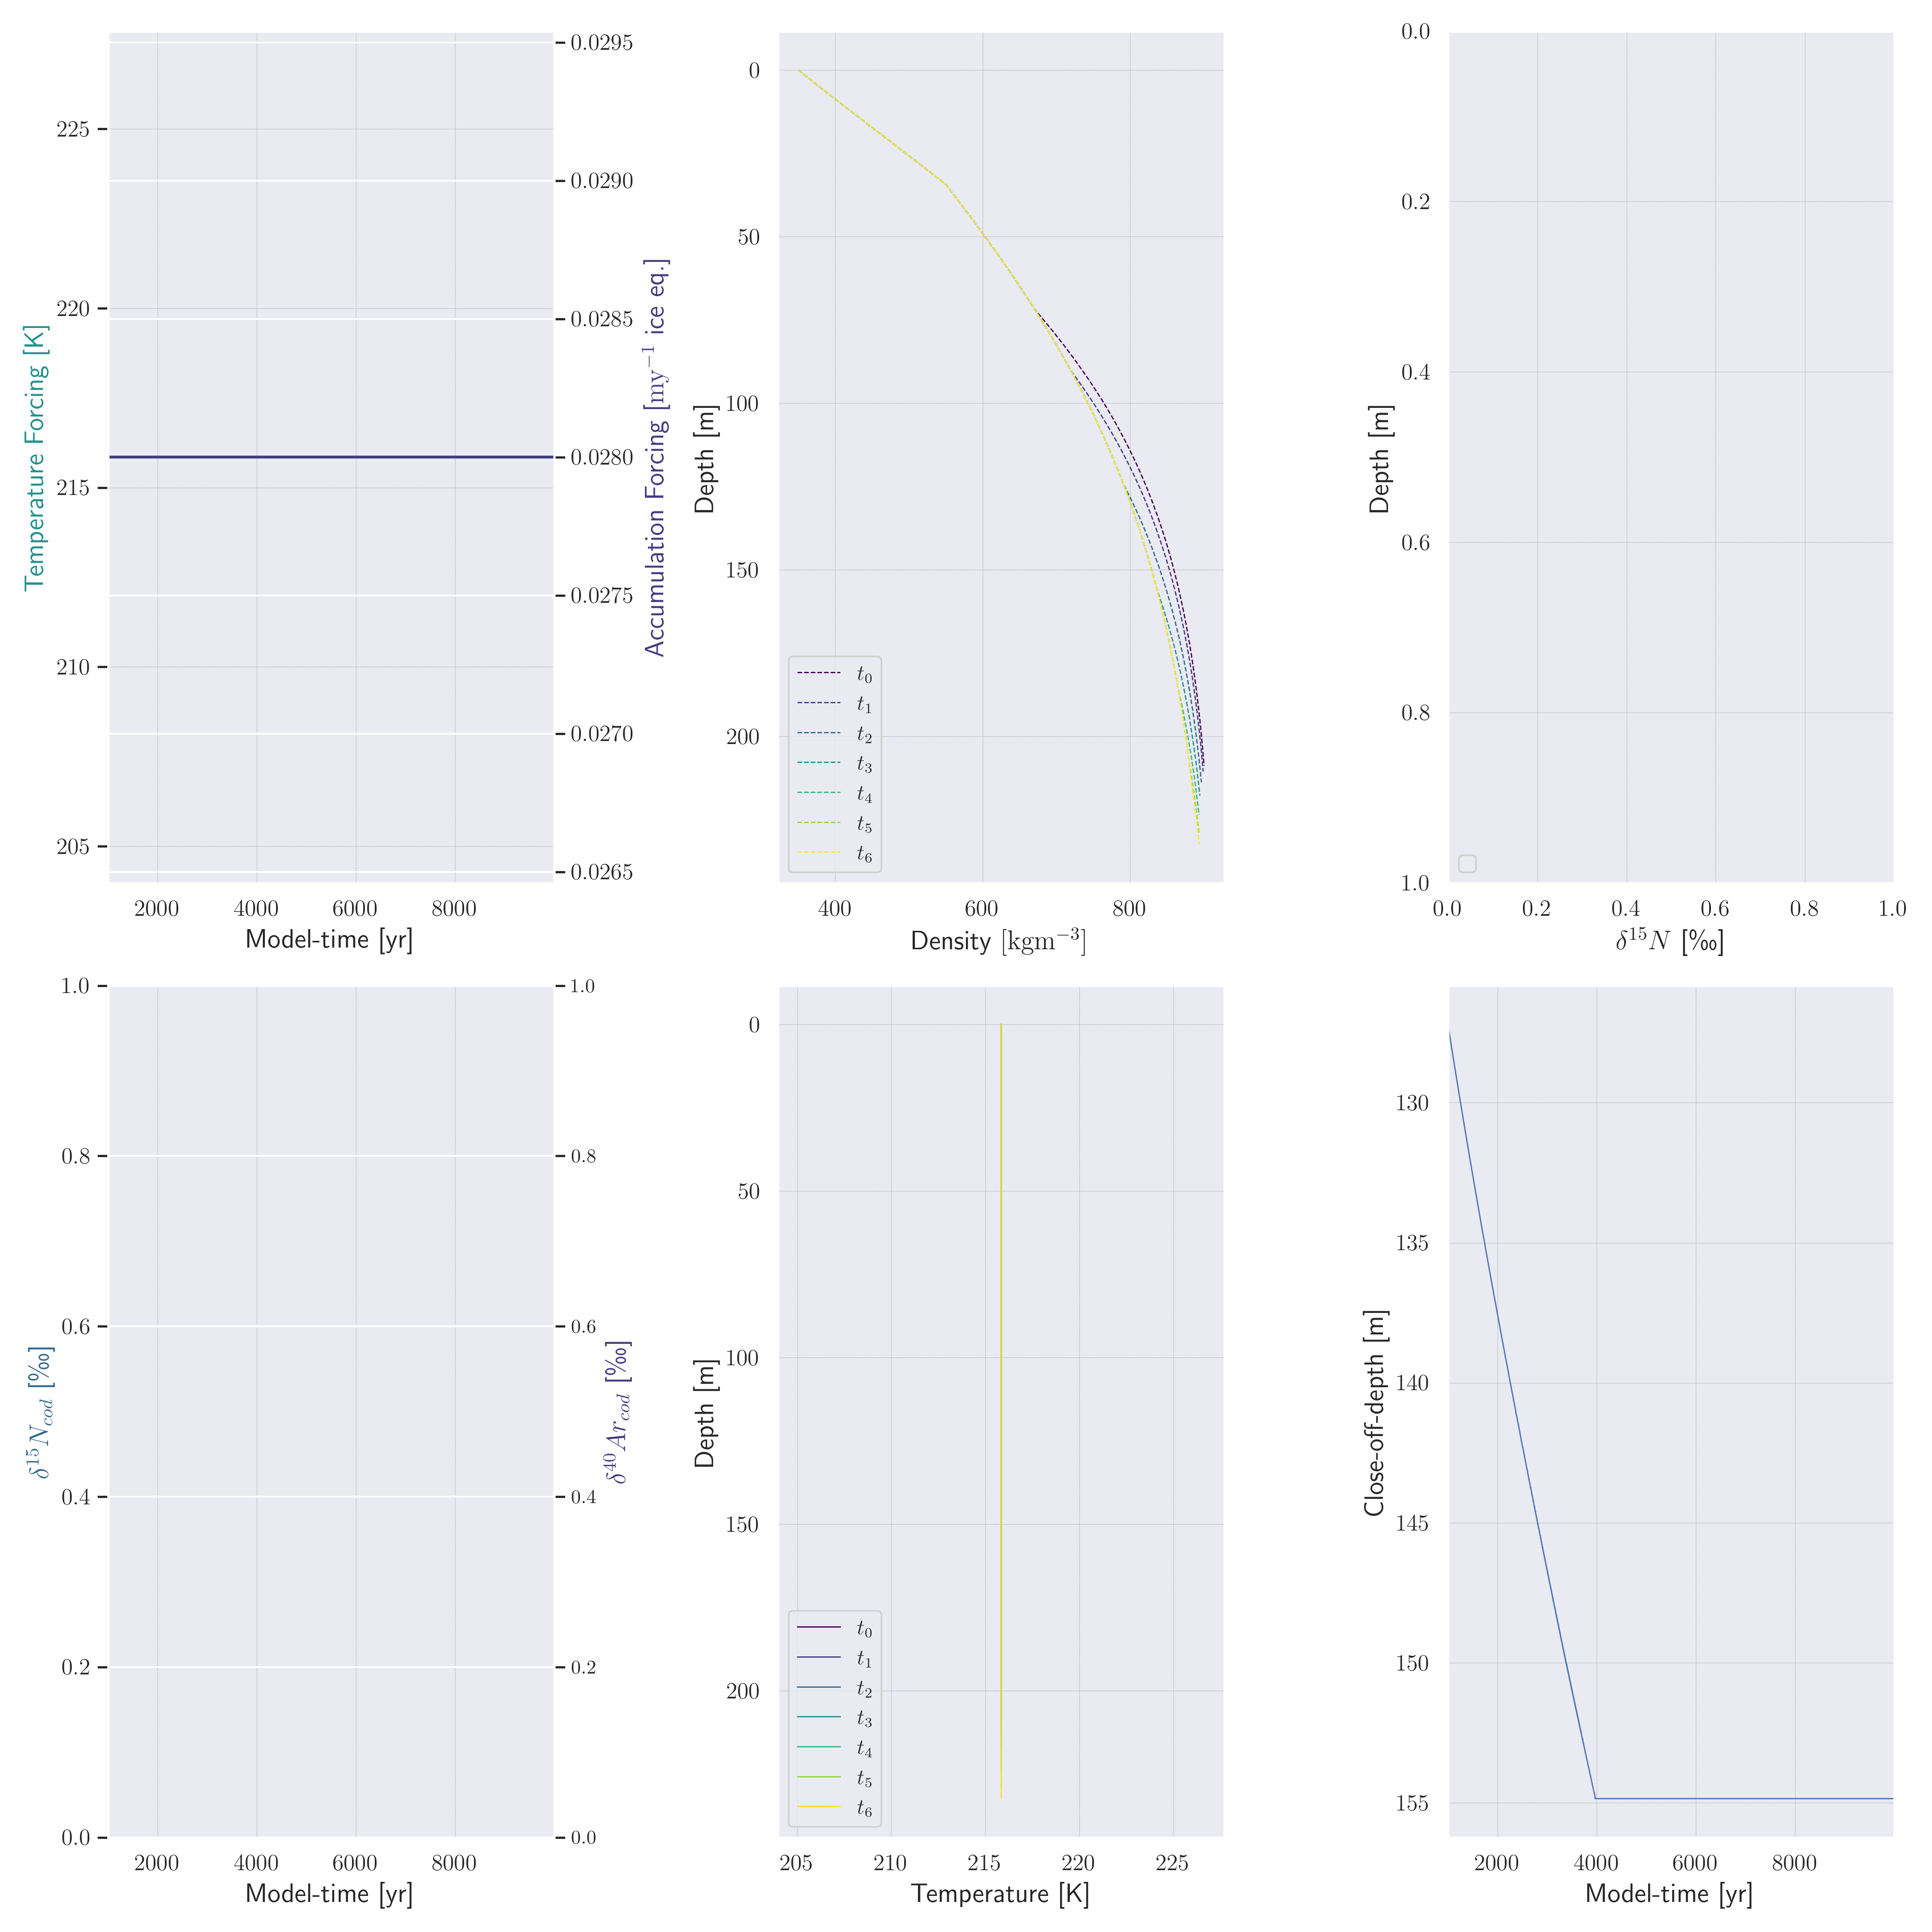 Temperature Forcing [K]
225
220
215
210
205
0.0295
0.0290
0.0285
0.0280
0.0275
0.0270
0.0265
Accumulation Forcing [my⁻¹ ice eq.]
2000 4000 6000 8000
Model-time [yr]
Depth [m]
0
50
100
150
200
t₀
t₁
t₂
t₃
t₄
t₅
t₆
400 600 800
Density [kgm⁻³]
Depth [m]
0.0
0.2
0.4
0.6
0.8
1.0
0.0 0.2 0.4 0.6 0.8 1.0
δ¹⁵N [‰]
δ¹⁵N_cod [‰]
1.0
0.8
0.6
0.4
0.2
0.0
1.0
0.8
0.6
0.4
0.2
0.0
δ⁴⁰Ar_cod [‰]
2000 4000 6000 8000
Model-time [yr]
Depth [m]
0
50
100
150
200
t₀
t₁
t₂
t₃
t₄
t₅
t₆
205 210 215 220 225
Temperature [K]
Close-off-depth [m]
130
135
140
145
150
155
2000 4000 6000 8000
Model-time [yr]